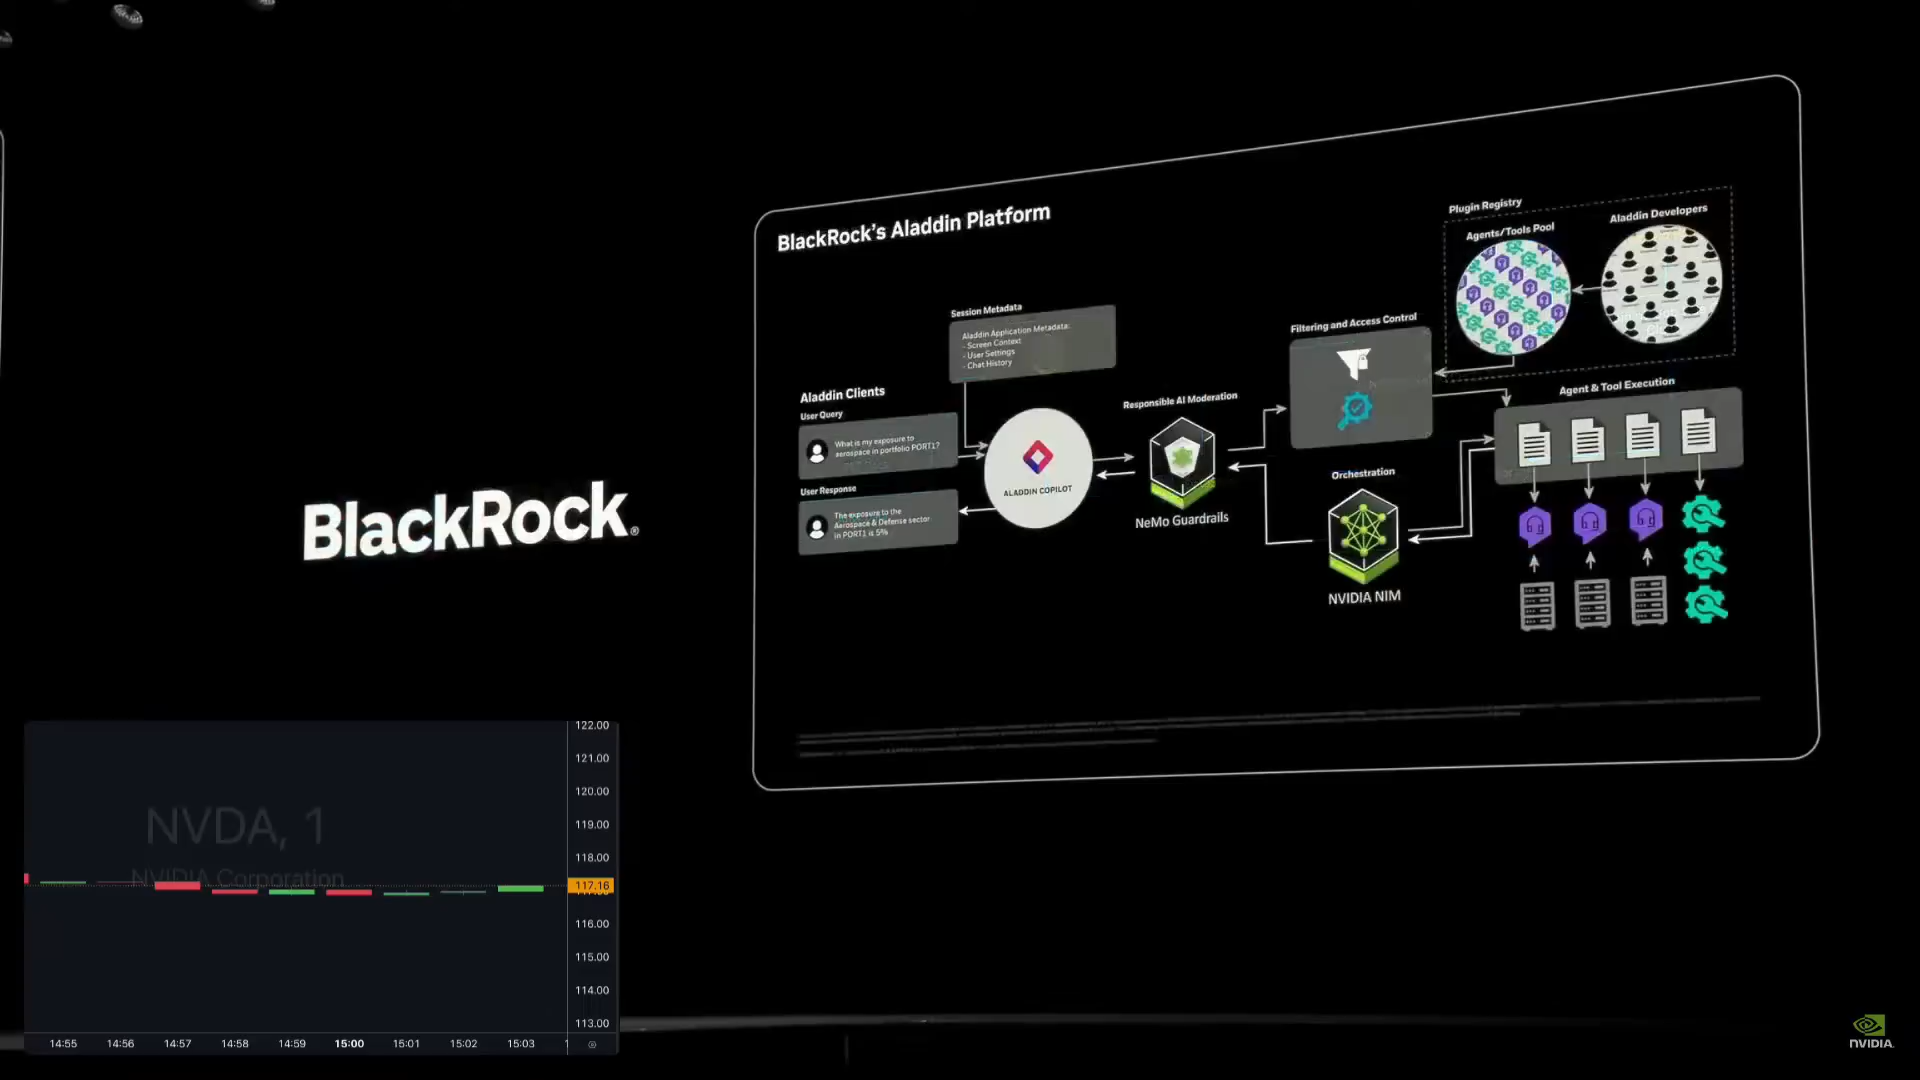 BlackRock®
BlackRock's Aladdin Platform
Plugin Registry
Agents/Tools Pool
Aladdin Developers
Session Metadata
Aladdin Application Metadata:
- Screen Context
- User Settings
- Chat History
Filtering and Access Control
Aladdin Clients
User Query
What is my exposure to
aerospace in portfolio PORT1?
User Response
The exposure to the
Aerospace & Defense sector
in PORT1 is 5%
ALADDIN COPILOT
Responsible AI Moderation
NeMo Guardrails
Orchestration
NVIDIA NIM
Agent & Tool Execution
NVDA, 1
NVIDIA Corporation
122.00
121.00
120.00
119.00
118.00
117.16
116.00
115.00
114.00
113.00
14:55 14:56 14:57 14:58 14:59 15:00 15:01 15:02 15:03
NVIDIA.